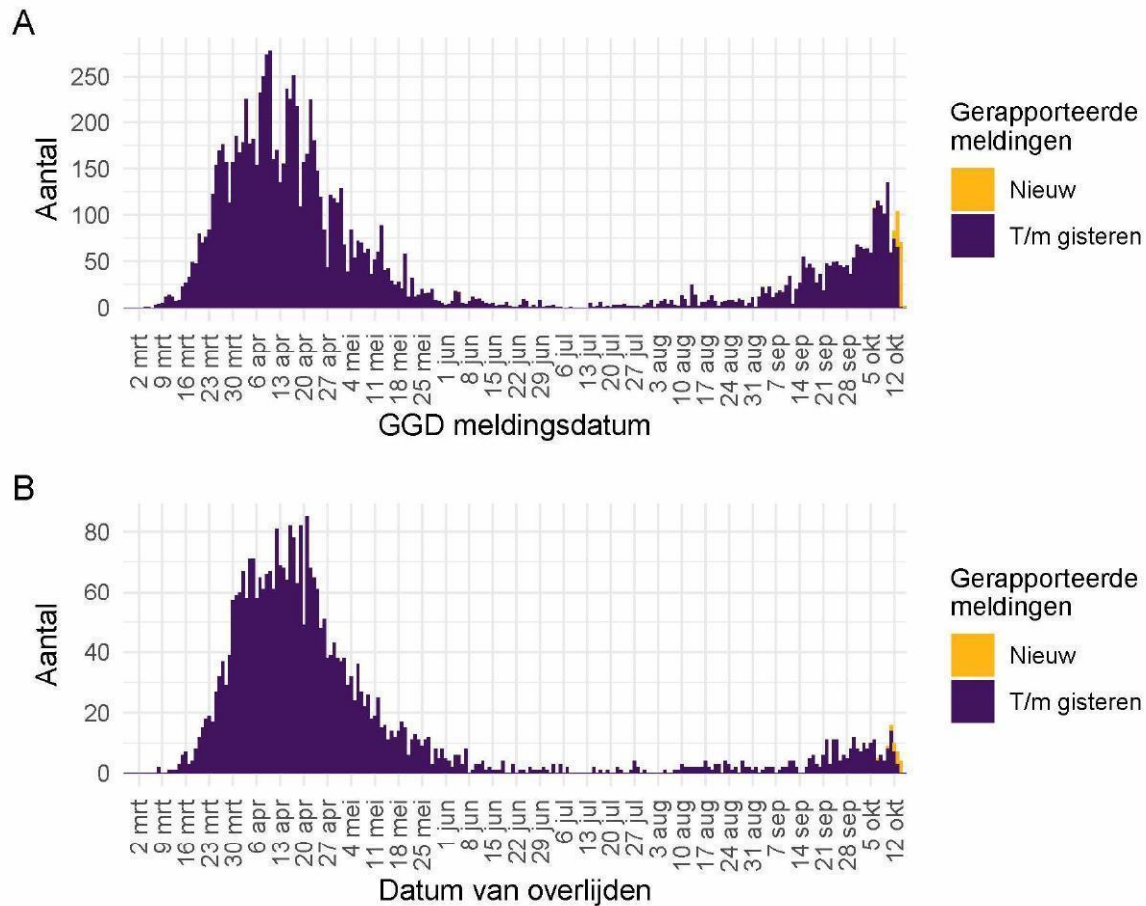 A
Aantal
250
200
150
100
50
0
2 mrt
9 mrt
16 mrt
23 mrt
30 mrt
6 apr
13 apr
20 apr
27 apr
4 mei
11 mei
18 mei
25 mei
1 jun
8 jun
15 jun
22 jun
29 jun
6 jul
13 jul
20 jul
27 jul
3 aug
10 aug
17 aug
24 aug
31 aug
7 sep
14 sep
21 sep
28 sep
5 okt
12 okt
GGD meldingsdatum
Gerapporteerde
meldingen
Nieuw
T/m gisteren
B
Aantal
80
60
40
20
0
2 mrt
9 mrt
16 mrt
23 mrt
30 mrt
6 apr
13 apr
20 apr
27 apr
4 mei
11 mei
18 mei
25 mei
1 jun
8 jun
15 jun
22 jun
29 jun
6 jul
13 jul
20 jul
27 jul
3 aug
10 aug
17 aug
24 aug
31 aug
7 sep
14 sep
21 sep
28 sep
5 okt
12 okt
Datum van overlijden
Gerapporteerde
meldingen
Nieuw
T/m gisteren